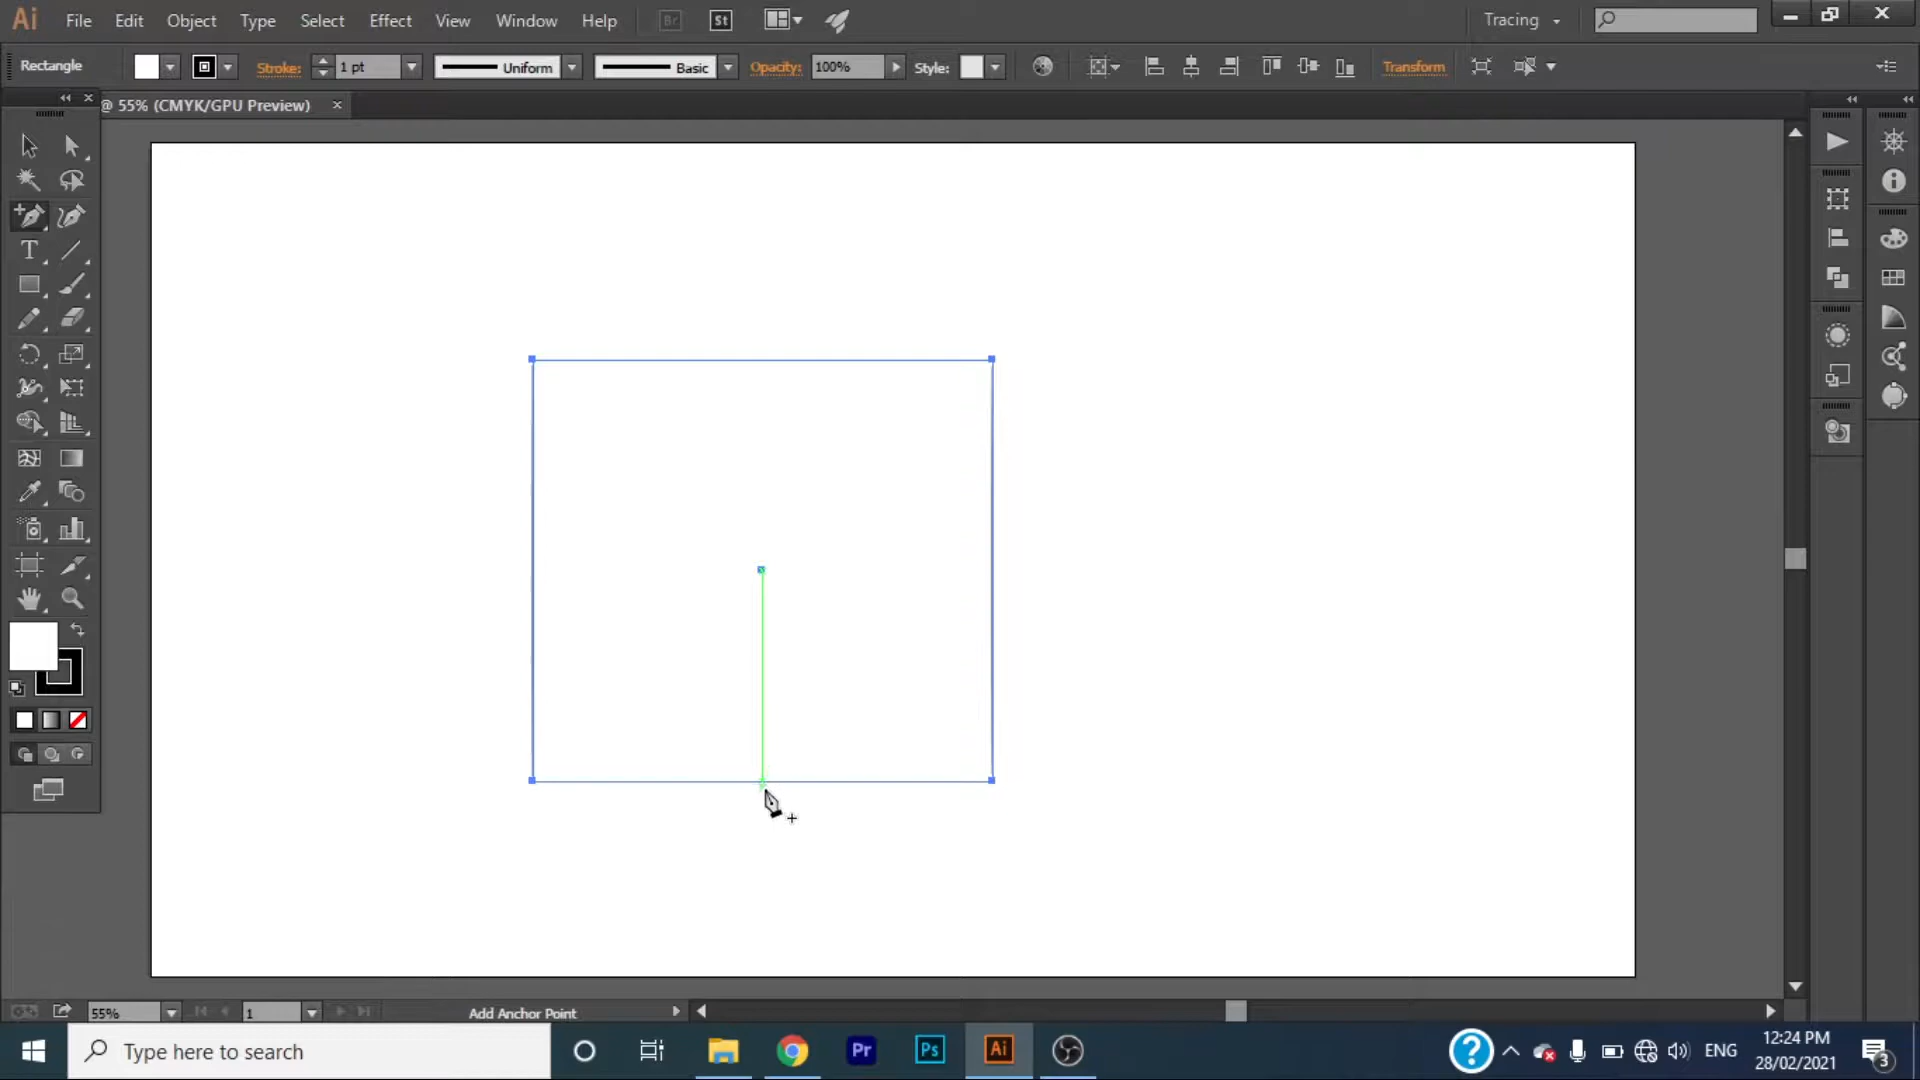 Ai File Edit Object Type Select Effect View Window Help Br St Tracing
Rectangle Stroke: 1 pt Uniform Basic Opacity: 100% Style: Transform
@ 55% (CMYK/GPU Preview)
T
55% 1 Add Anchor Point
Type here to search Pr Ps Ai ? ENG 12:24 PM
28/02/2021
3